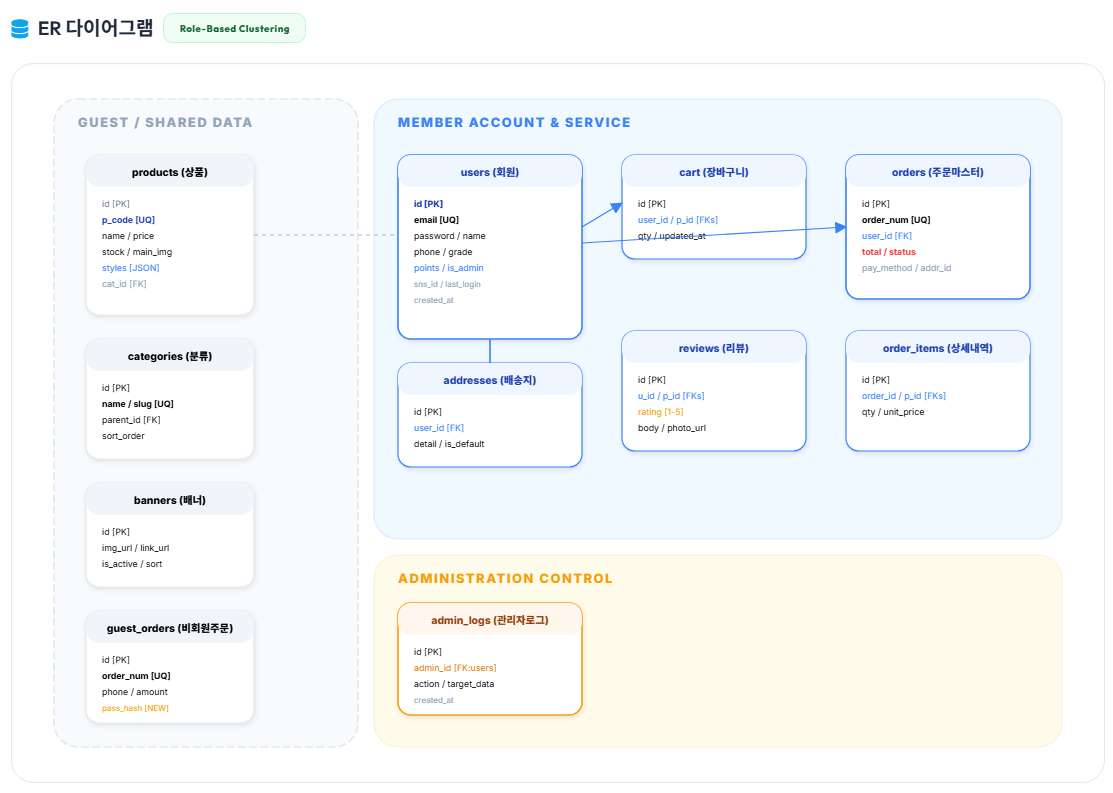 ER 다이어그램
Role-Based Clustering
GUEST / SHARED DATA
products (상품)
id [PK]
p_code [UQ]
name / price
stock / main_img
styles [JSON]
cat_id [FK]
categories (분류)
id [PK]
name / slug [UQ]
parent_id [FK]
sort_order
banners (배너)
id [PK]
img_url / link_url
is_active / sort
guest_orders (비회원주문)
id [PK]
order_num [UQ]
phone / amount
pass_hash [NEW]
MEMBER ACCOUNT & SERVICE
users (회원)
id [PK]
email [UQ]
password / name
phone / grade
points / is_admin
sns_id / last_login
created_at
cart (장바구니)
id [PK]
user_id / p_id [FKs]
qty / updated_at
orders (주문마스터)
id [PK]
order_num [UQ]
user_id [FK]
total / status
pay_method / addr_id
addresses (배송지)
id [PK]
user_id [FK]
detail / is_default
reviews (리뷰)
id [PK]
u_id / p_id [FKs]
rating [1-5]
body / photo_url
order_items (상세내역)
id [PK]
order_id / p_id [FKs]
qty / unit_price
ADMINISTRATION CONTROL
admin_logs (관리자로그)
id [PK]
admin_id [FK:users]
action / target_data
created_at